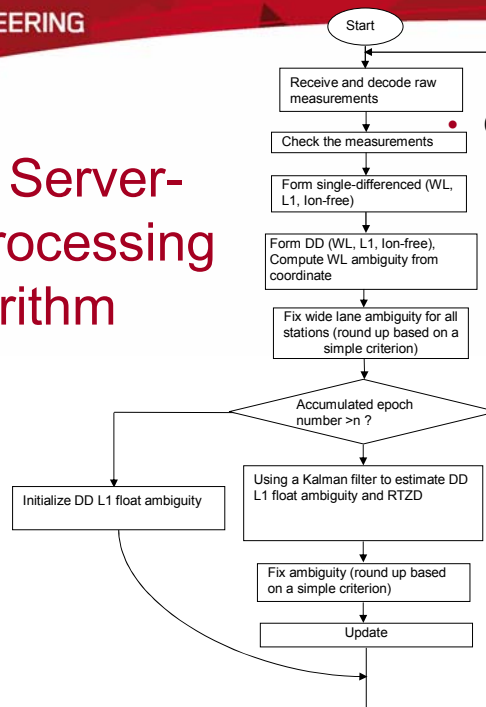 EERING
Server-
rocessing
rithm
Start
Receive and decode raw
measurements
Check the measurements
Form single-differenced (WL,
L1, Ion-free)
Form DD (WL, L1, Ion-free),
Compute WL ambiguity from
coordinate
Fix wide lane ambiguity for all
stations (round up based on a
simple criterion)
Accumulated epoch
number >n ?
Initialize DD L1 float ambiguity
Using a Kalman filter to estimate DD
L1 float ambiguity and RTZD
Fix ambiguity (round up based
on a simple criterion)
Update